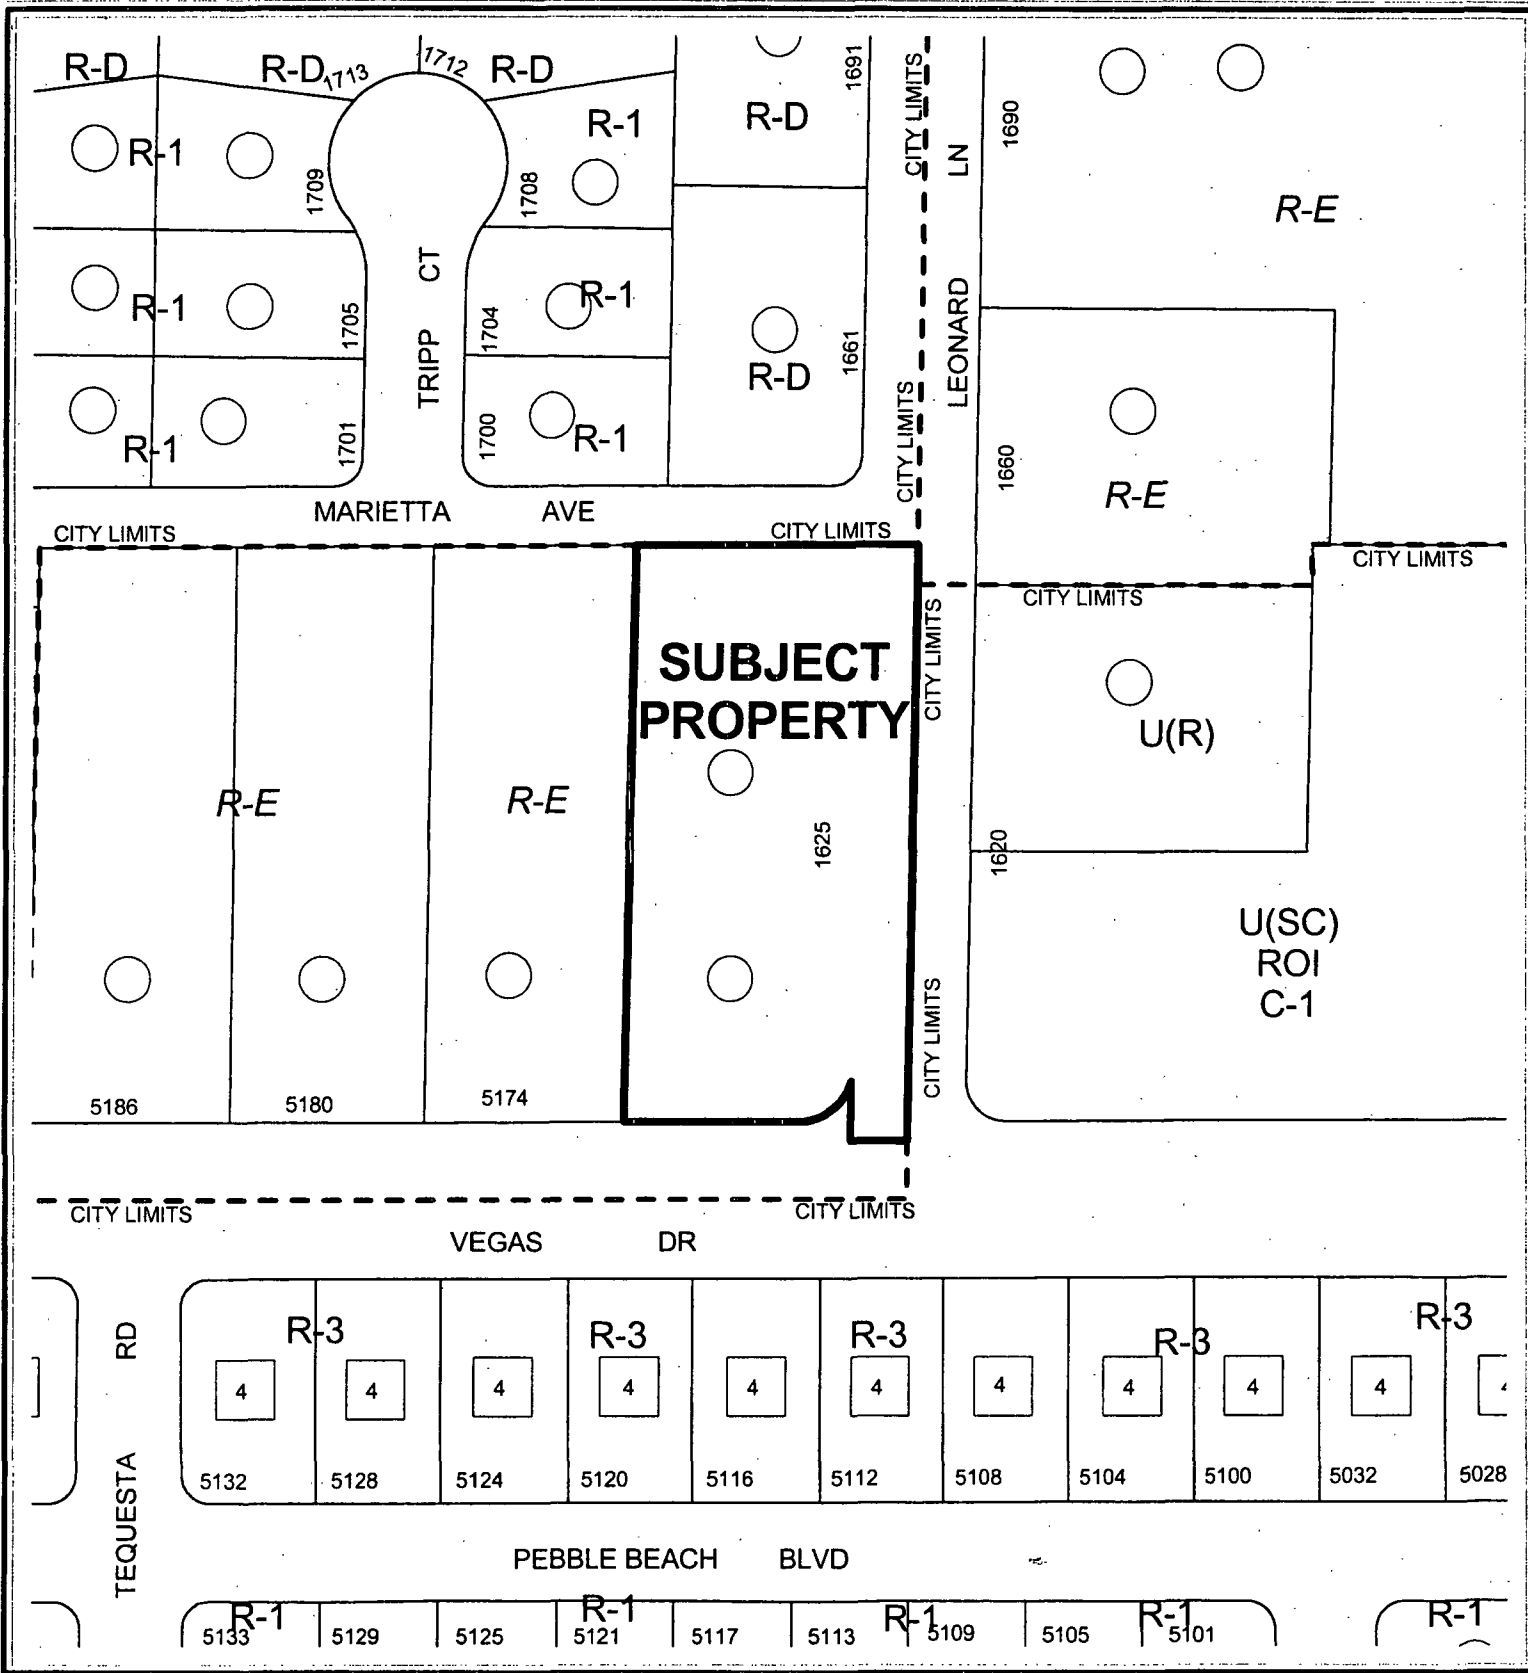 R-D
R-D
1713
1712
R-D
R-D
1691
CITY LIMITS
LEONARD LN
1690
R-E
R-1
R-1
1709
1708
TRIPP CT
R-1
1705
1704
R-1
R-D
1661
CITY LIMITS
1660
R-E
R-1
1701
1700
R-1
MARIETTA AVE
CITY LIMITS
CITY LIMITS
CITY LIMITS
CITY LIMITS
CITY LIMITS
SUBJECT
PROPERTY
U(R)
R-E
R-E
1625
1620
U(SC)
ROI
C-1
CITY LIMITS
5186
5180
5174
CITY LIMITS
CITY LIMITS
VEGAS DR
TEQUESTA RD
R-3
R-3
R-3
R-3
R-3
4
4
4
4
4
4
4
4
4
4
5132
5128
5124
5120
5116
5112
5108
5104
5100
5032
5028
PEBBLE BEACH BLVD
R-1
R-1
R-1
R-1
R-1
5133
5129
5125
5121
5117
5113
5109
5105
5101